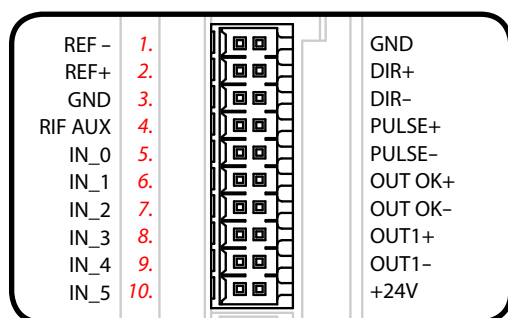 REF – 1. GND
REF+ 2. DIR+
GND 3. DIR–
RIF AUX 4. PULSE+
IN_0 5. PULSE–
IN_1 6. OUT OK+
IN_2 7. OUT OK–
IN_3 8. OUT1+
IN_4 9. OUT1–
IN_5 10. +24V